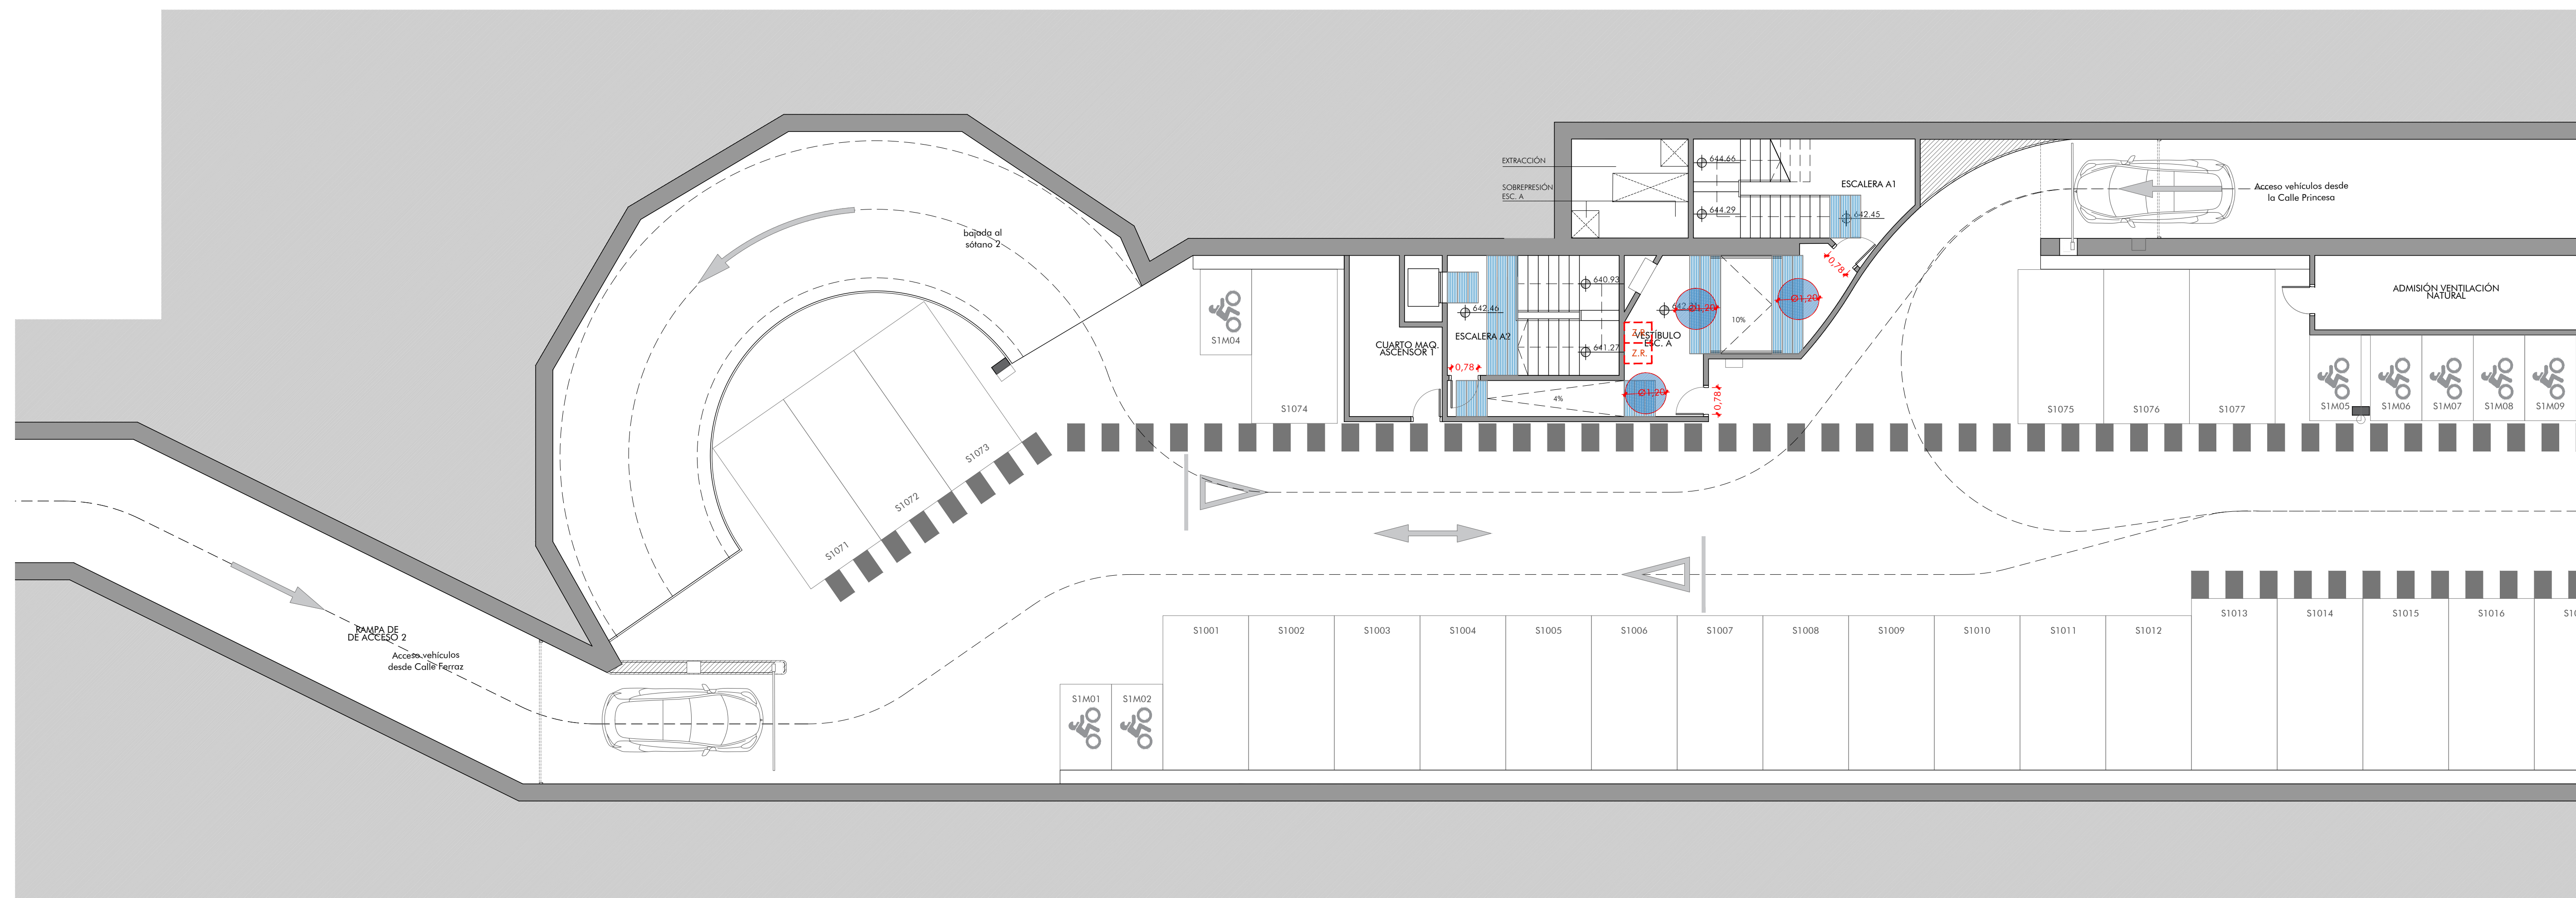 EXTRACCIÓN
SOBREPRESIÓN
ESC. A
644.66
644.29
ESCALERA A1
642.45
0,78
Acceso vehículos desde
la Calle Princesa
bajada al
sótano 2
S1M04
S1074
CUARTO MAQ.
ASCENSOR 1
642.46
ESCALERA A2
0,78
640.93
641.27
4%
Z.R.
VESTÍBULO
ESC. A
Z.R.
Ø1,20
Ø1,20
Ø1,20
10%
0,78
ADMISIÓN VENTILACIÓN
NATURAL
S1075
S1076
S1077
S1M05
S1M06
S1M07
S1M08
S1M09
S1073
S1072
S1071
RAMPA DE
DE ACCESO 2
Acceso vehículos
desde Calle Ferraz
S1M01
S1M02
S1001
S1002
S1003
S1004
S1005
S1006
S1007
S1008
S1009
S1010
S1011
S1012
S1013
S1014
S1015
S1016